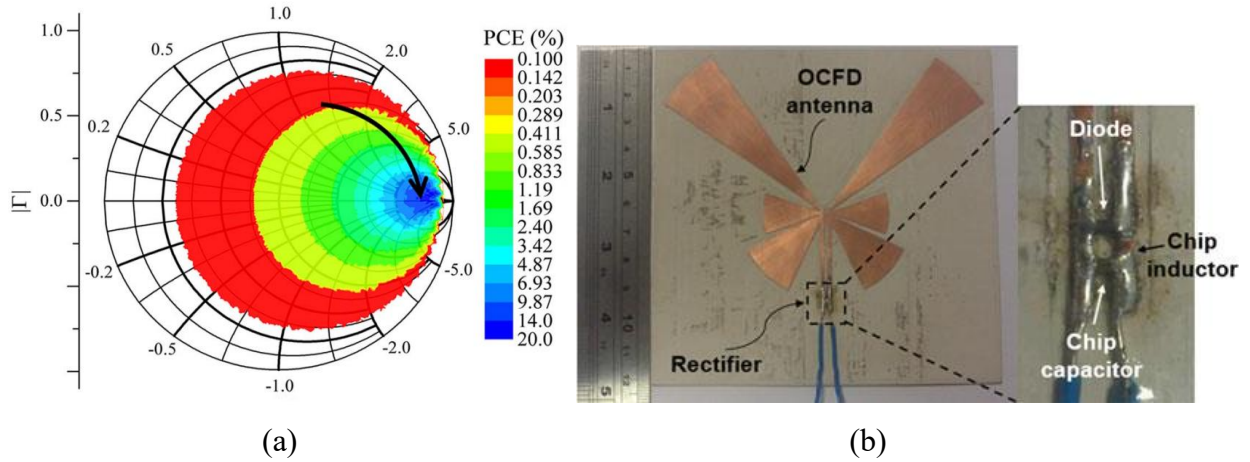 1.0
1.0
0.5
2.0
0.5
0.2
5.0
|Γ|
0.0
-0.2
-5.0
0.5
-0.5
-2.0
-1.0
1.0
PCE (%)
0.100
0.142
0.203
0.289
0.411
0.585
0.833
1.19
1.69
2.40
3.42
4.87
6.93
9.87
14.0
20.0
(a)
OCFD
antenna
Rectifier
Diode
Chip
inductor
Chip
capacitor
(b)